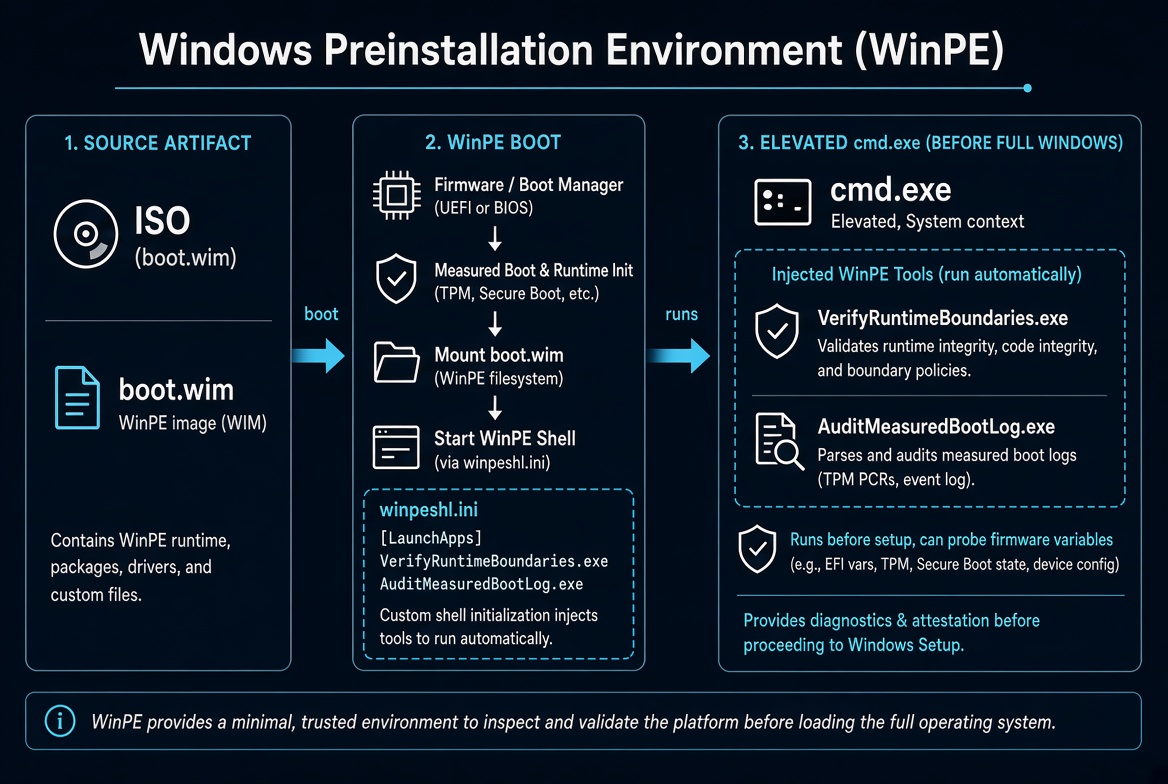 Windows Preinstallation Environment (WinPE)
1. SOURCE ARTIFACT
ISO
(boot.wim)
boot.wim
WinPE image (WIM)
Contains WinPE runtime,
packages, drivers, and
custom files.
boot
2. WinPE BOOT
Firmware / Boot Manager
(UEFI or BIOS)
Measured Boot & Runtime Init
(TPM, Secure Boot, etc.)
Mount boot.wim
(WinPE filesystem)
Start WinPE Shell
(via winpeshl.ini)
winpeshl.ini
[LaunchApps]
VerifyRuntimeBoundaries.exe
AuditMeasuredBootLog.exe
Custom shell initialization injects
tools to run automatically.
runs
3. ELEVATED cmd.exe (BEFORE FULL WINDOWS)
cmd.exe
Elevated, System context
Injected WinPE Tools (run automatically)
VerifyRuntimeBoundaries.exe
Validates runtime integrity, code integrity,
and boundary policies.
AuditMeasuredBootLog.exe
Parses and audits measured boot logs
(TPM PCRs, event log).
Runs before setup, can probe firmware variables
(e.g., EFI vars, TPM, Secure Boot state, device config)
Provides diagnostics & attestation before
proceeding to Windows Setup.
WinPE provides a minimal, trusted environment to inspect and validate the platform before loading the full operating system.